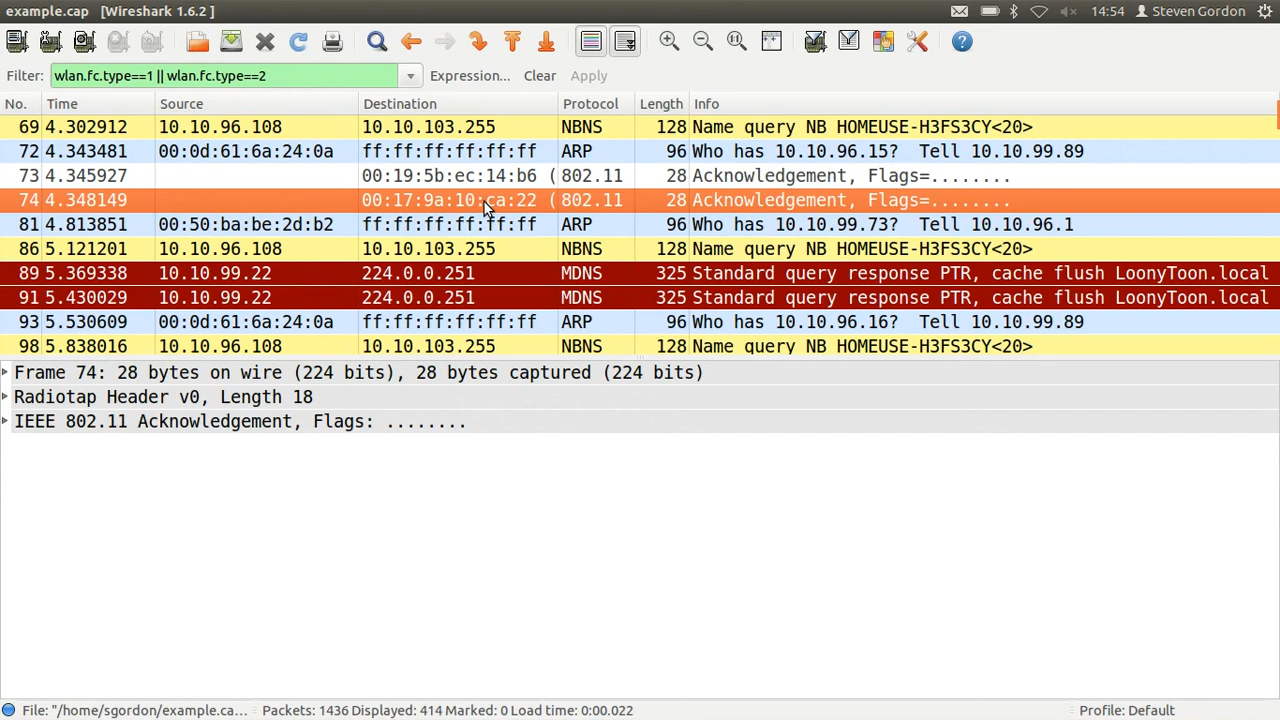 example.cap [Wireshark 1.6.2 ] 14:54 Steven Gordon
Filter: wlan.fc.type==1 || wlan.fc.type==2 Expression... Clear Apply
No. Time Source Destination Protocol Length Info
69 4.302912 10.10.96.108 10.10.103.255 NBNS 128 Name query NB HOMEUSE-H3FS3CY<20>
72 4.343481 00:0d:61:6a:24:0a ff:ff:ff:ff:ff:ff ARP 96 Who has 10.10.96.15? Tell 10.10.99.89
73 4.345927 00:19:5b:ec:14:b6 ( 802.11 28 Acknowledgement, Flags=........
74 4.348149 00:17:9a:10:ca:22 ( 802.11 28 Acknowledgement, Flags=........
81 4.813851 00:50:ba:be:2d:b2 ff:ff:ff:ff:ff:ff ARP 96 Who has 10.10.99.73? Tell 10.10.96.1
86 5.121201 10.10.96.108 10.10.103.255 NBNS 128 Name query NB HOMEUSE-H3FS3CY<20>
89 5.369338 10.10.99.22 224.0.0.251 MDNS 325 Standard query response PTR, cache flush LoonyToon.local
91 5.430029 10.10.99.22 224.0.0.251 MDNS 325 Standard query response PTR, cache flush LoonyToon.local
93 5.530609 00:0d:61:6a:24:0a ff:ff:ff:ff:ff:ff ARP 96 Who has 10.10.96.16? Tell 10.10.99.89
98 5.838016 10.10.96.108 10.10.103.255 NBNS 128 Name query NB HOMEUSE-H3FS3CY<20>
Frame 74: 28 bytes on wire (224 bits), 28 bytes captured (224 bits)
Radiotap Header v0, Length 18
IEEE 802.11 Acknowledgement, Flags: ........
File: "/home/sgordon/example.ca... Packets: 1436 Displayed: 414 Marked: 0 Load time: 0:00.022 Profile: Default